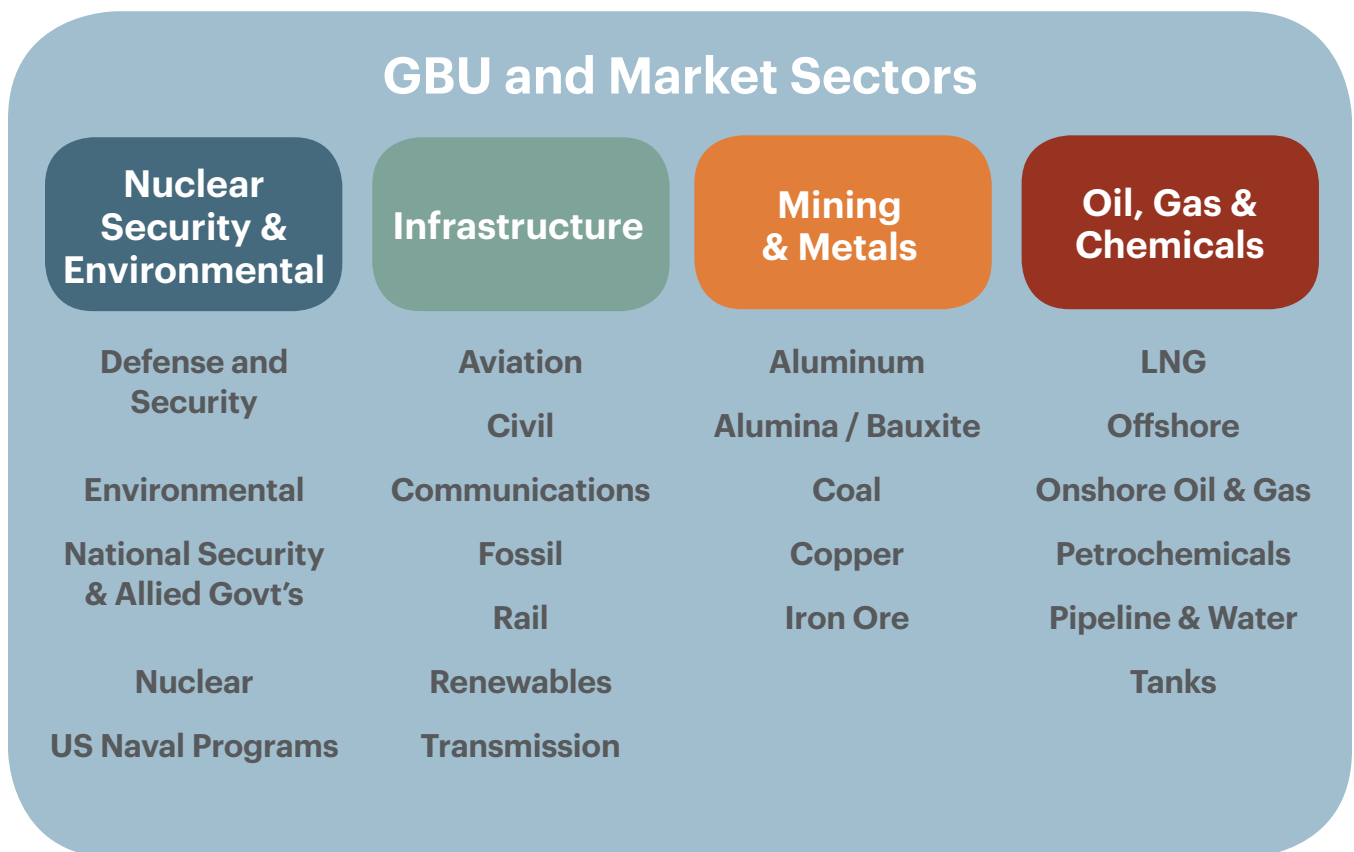 GBU and Market Sectors
Nuclear
Security &
Environmental
Defense and
Security
Environmental
National Security
& Allied Govt’s
Nuclear
US Naval Programs
Infrastructure
Aviation
Civil
Communications
Fossil
Rail
Renewables
Transmission
Mining
& Metals
Aluminum
Alumina / Bauxite
Coal
Copper
Iron Ore
Oil, Gas &
Chemicals
LNG
Offshore
Onshore Oil & Gas
Petrochemicals
Pipeline & Water
Tanks